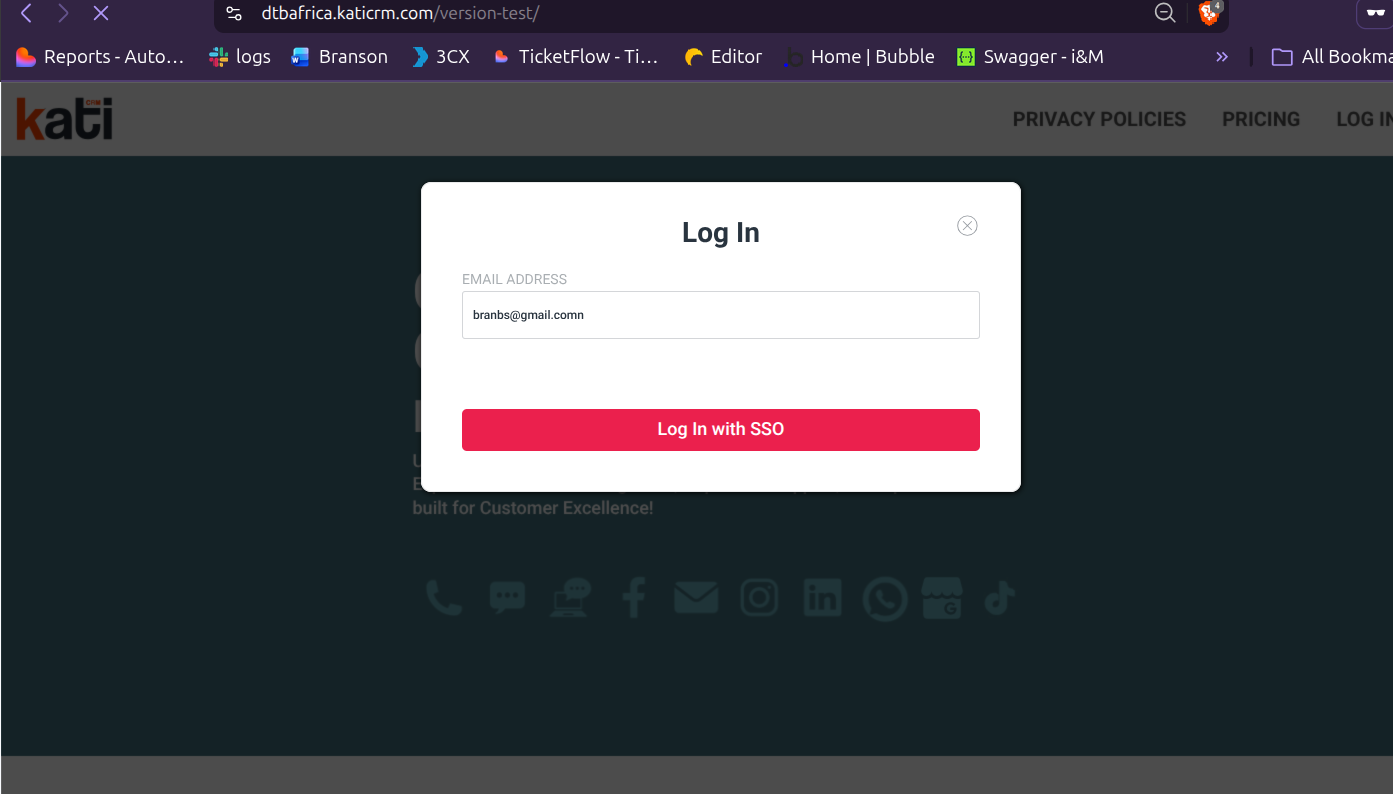 dtbafrica.katicrm.com/version-test/
4
Reports - Auto...
logs
Branson
3CX
TicketFlow - Ti...
Editor
Home | Bubble
Swagger - i&M
»
All Bookma
kati
CRM
PRIVACY POLICIES
PRICING
LOG IN
Log In
EMAIL ADDRESS
branbs@gmail.comn
Log In with SSO
built for Customer Excellence!